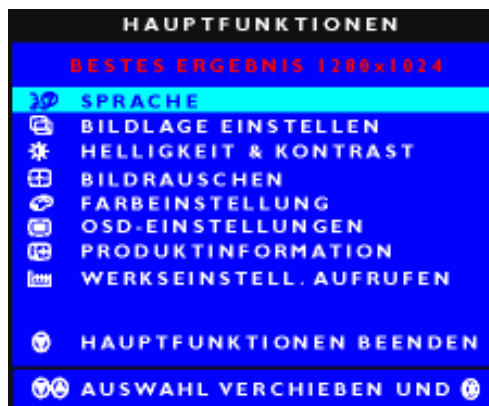 HAUPTFUNKTIONEN
BESTES ERGEBNIS 1280x1024
SPRACHE
BILDLAGE EINSTELLEN
HELLIGKEIT & KONTRAST
BILDRAUSCHEN
FARBEINSTELLUNG
OSD-EINSTELLUNGEN
PRODUKTINFORMATION
WERKSEINSTELL. AUFRUFEN
HAUPTFUNKTIONEN BEENDEN
AUSWAHL VERCHIEBEN UND